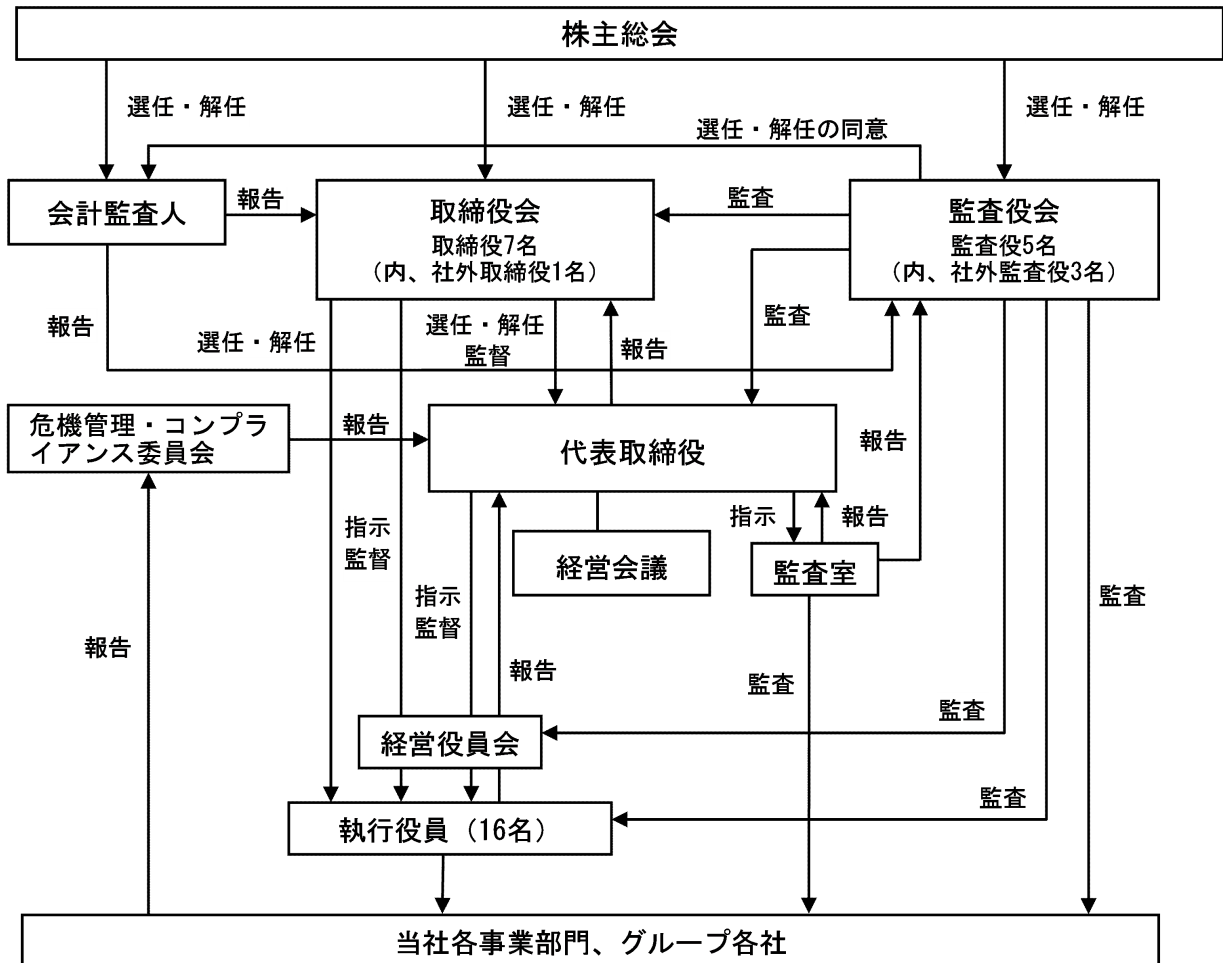 株主総会
選任・解任
選任・解任
選任・解任
選任・解任の同意
会計監査人
報告
取締役会
取締役7名
（内、社外取締役1名）
監査
監査役会
監査役5名
（内、社外監査役3名）
報告
選任・解任
選任・解任
監督
報告
監査
危機管理・コンプラ
イアンス委員会
報告
代表取締役
報告
指示
監督
経営会議
指示
報告
監査室
指示
監督
監査
報告
報告
監査
監査
経営役員会
監査
執行役員（16名）
当社各事業部門、グループ各社